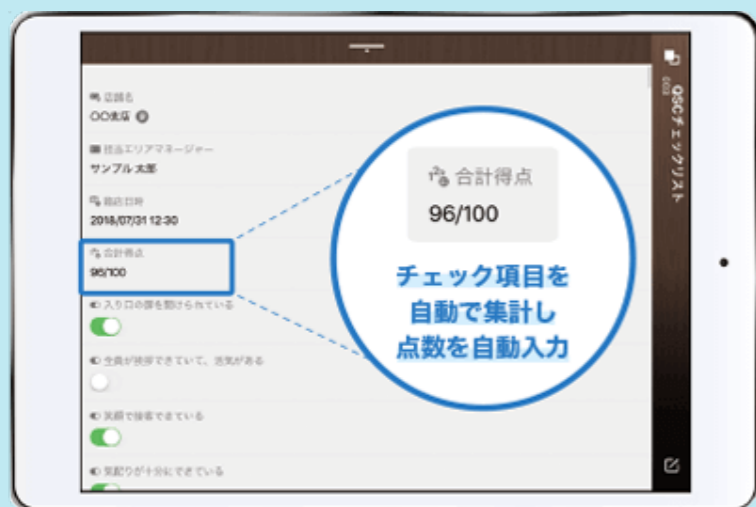 店舗名
〇〇支店
担当エリアマネージャー
サンプル 太郎
臨店日時
2018/07/31 12:30
合計得点
96/100
入り口の扉を開けられている
全員が挨拶できていて、活気がある
笑顔で接客できている
気配りが十分にできている
合計得点
96/100
チェック項目を
自動で集計し
点数を自動入力
QSCチェックリスト
003